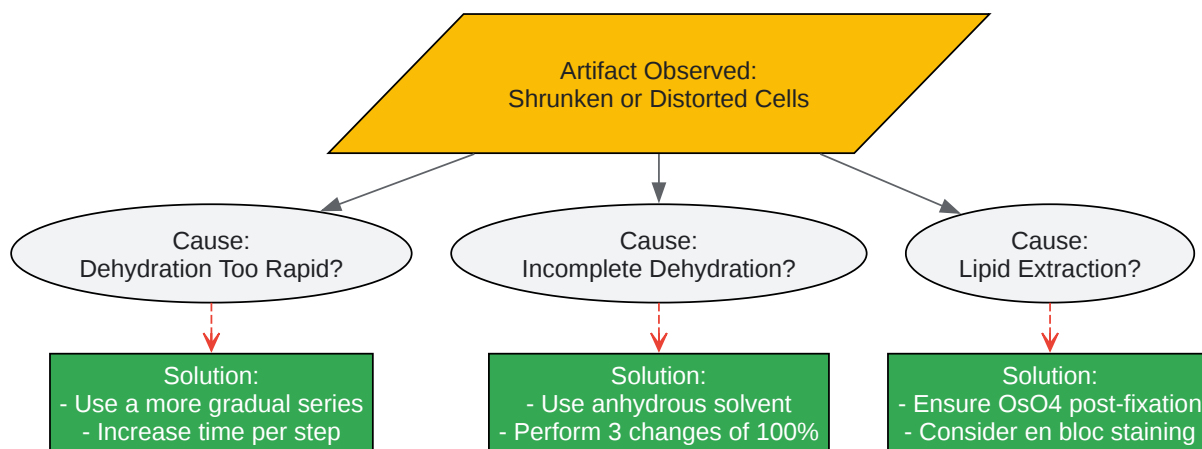 Artifact Observed:
Shrunken or Distorted Cells
Cause:
Dehydration Too Rapid?
Cause:
Incomplete Dehydration?
Cause:
Lipid Extraction?
Solution:
- Use a more gradual series
- Increase time per step
Solution:
- Use anhydrous solvent
- Perform 3 changes of 100%
Solution:
- Ensure OsO4 post-fixation
- Consider en bloc staining